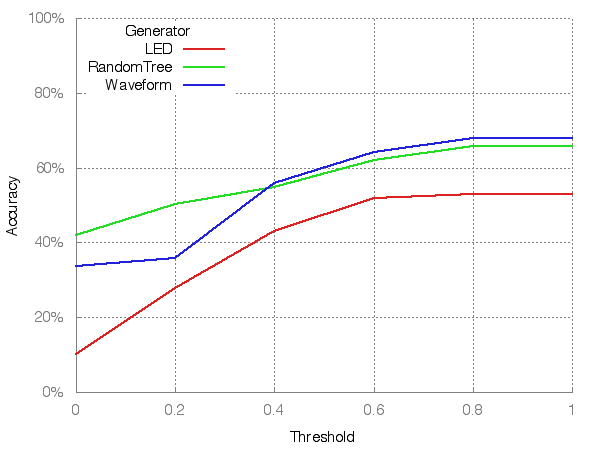 100%
80%
60%
40%
20%
0%
Accuracy
Generator
LED
RandomTree
Waveform
0 0.2 0.4 0.6 0.8 1
Threshold